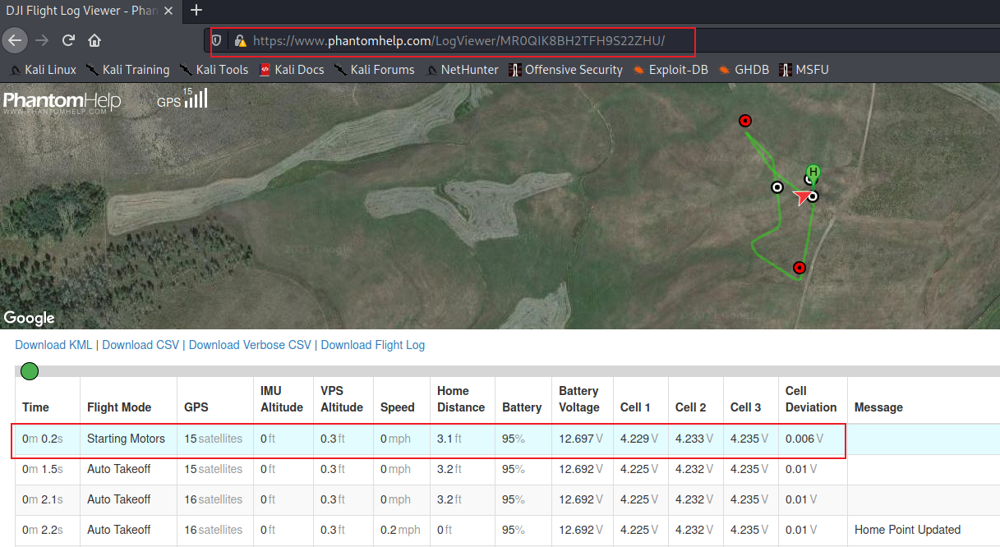 DJI Flight Log Viewer - Phan
https://www.phantomhelp.com/LogViewer/MR0QIK8BH2TFH9S22ZHU/
Kali Linux Kali Training Kali Tools Kali Docs Kali Forums NetHunter Offensive Security Exploit-DB GHDB MSFU
PhantomHelp GPS 15
WWW.PHANTOMHELP.COM
H
Google
Download KML | Download CSV | Download Verbose CSV | Download Flight Log
Time Flight Mode GPS IMU Altitude VPS Altitude Speed Home Distance Battery Battery Voltage Cell 1 Cell 2 Cell 3 Cell Deviation Message
0m 0.2s Starting Motors 15 satellites 0 ft 0.3 ft 0 mph 3.1 ft 95% 12.697 V 4.229 V 4.233 V 4.235 V 0.006 V
0m 1.5s Auto Takeoff 15 satellites 0 ft 0.3 ft 0 mph 3.2 ft 95% 12.692 V 4.225 V 4.232 V 4.235 V 0.01 V
0m 2.1s Auto Takeoff 16 satellites 0 ft 0.3 ft 0 mph 3.2 ft 95% 12.692 V 4.225 V 4.232 V 4.235 V 0.01 V
0m 2.2s Auto Takeoff 16 satellites 0 ft 0.3 ft 0.2 mph 0 ft 95% 12.692 V 4.225 V 4.232 V 4.235 V 0.01 V Home Point Updated